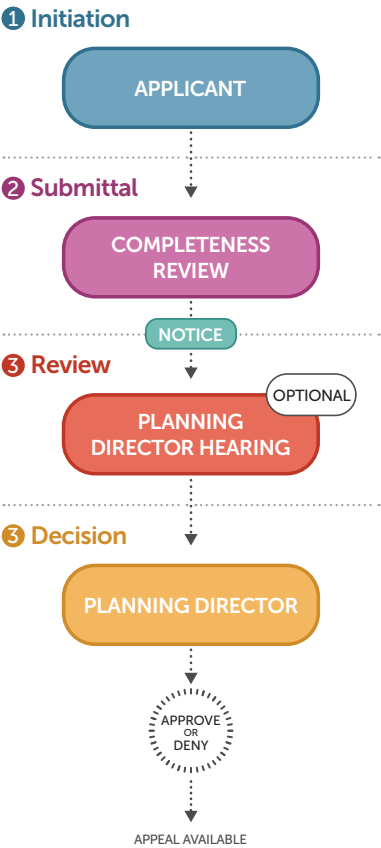 1 Initiation
APPLICANT
2 Submittal
COMPLETENESS
REVIEW
NOTICE
3 Review
OPTIONAL
PLANNING
DIRECTOR HEARING
3 Decision
PLANNING DIRECTOR
APPROVE
OR
DENY
APPEAL AVAILABLE